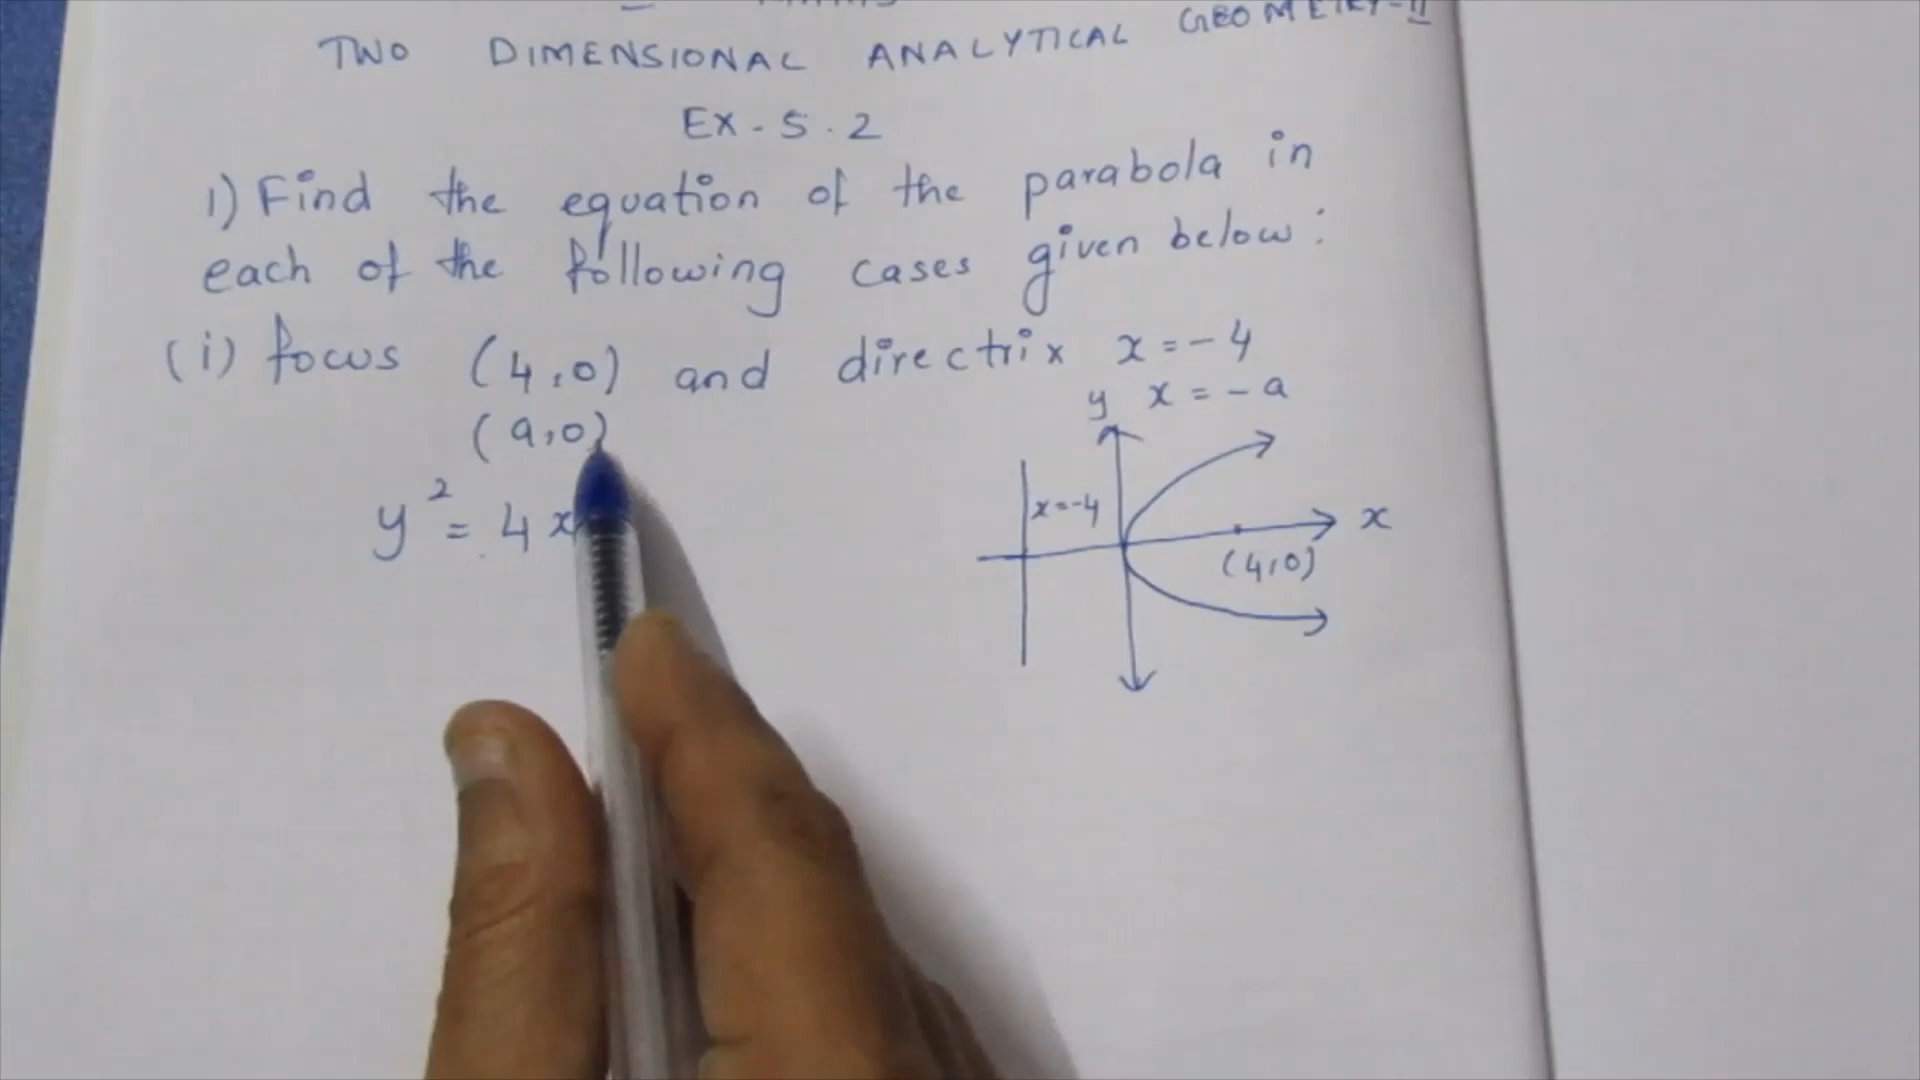 TWO DIMENSIONAL ANALYTICAL GEOMETRY-II
EX-5.2
1) Find the equation of the parabola in
each of the following cases given below:
(i) focus (4,0) and directrix x = -4
(a,0)
x = -a
y² = 4x
y
x=-4
x
(4,0)